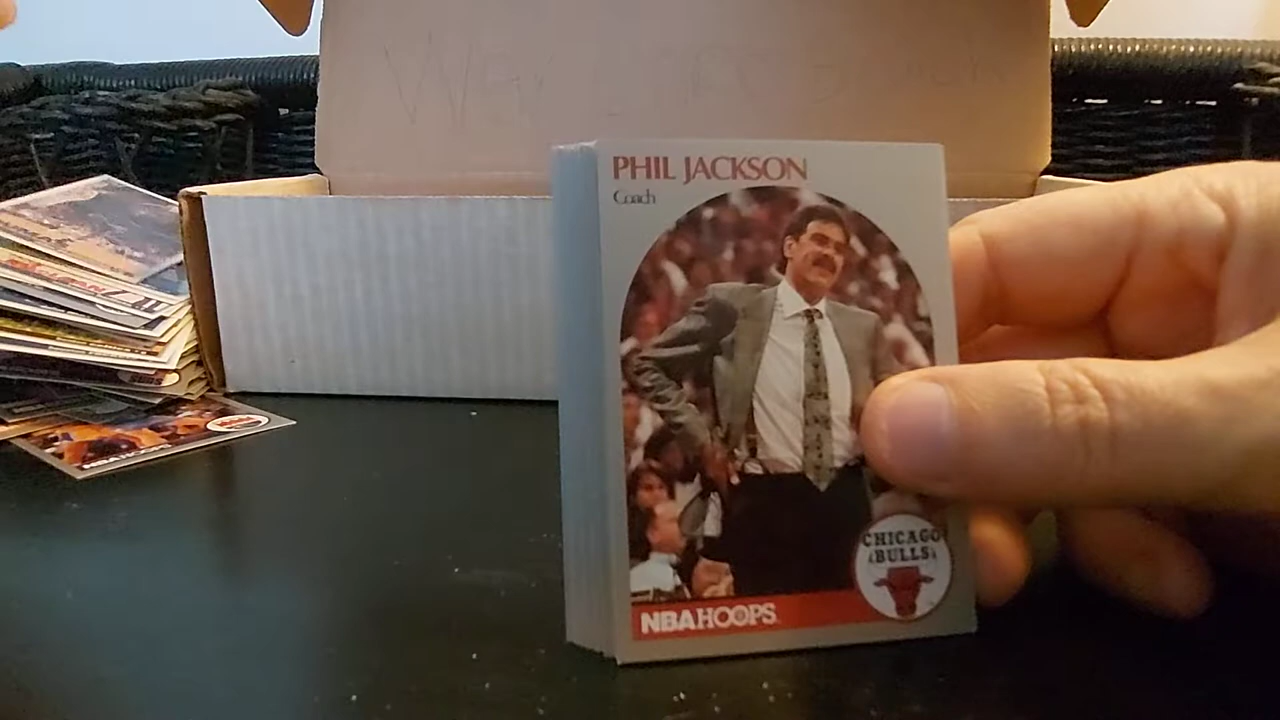 PHIL JACKSON
Coach
CHICAGO
BULLS
NBA HOOPS